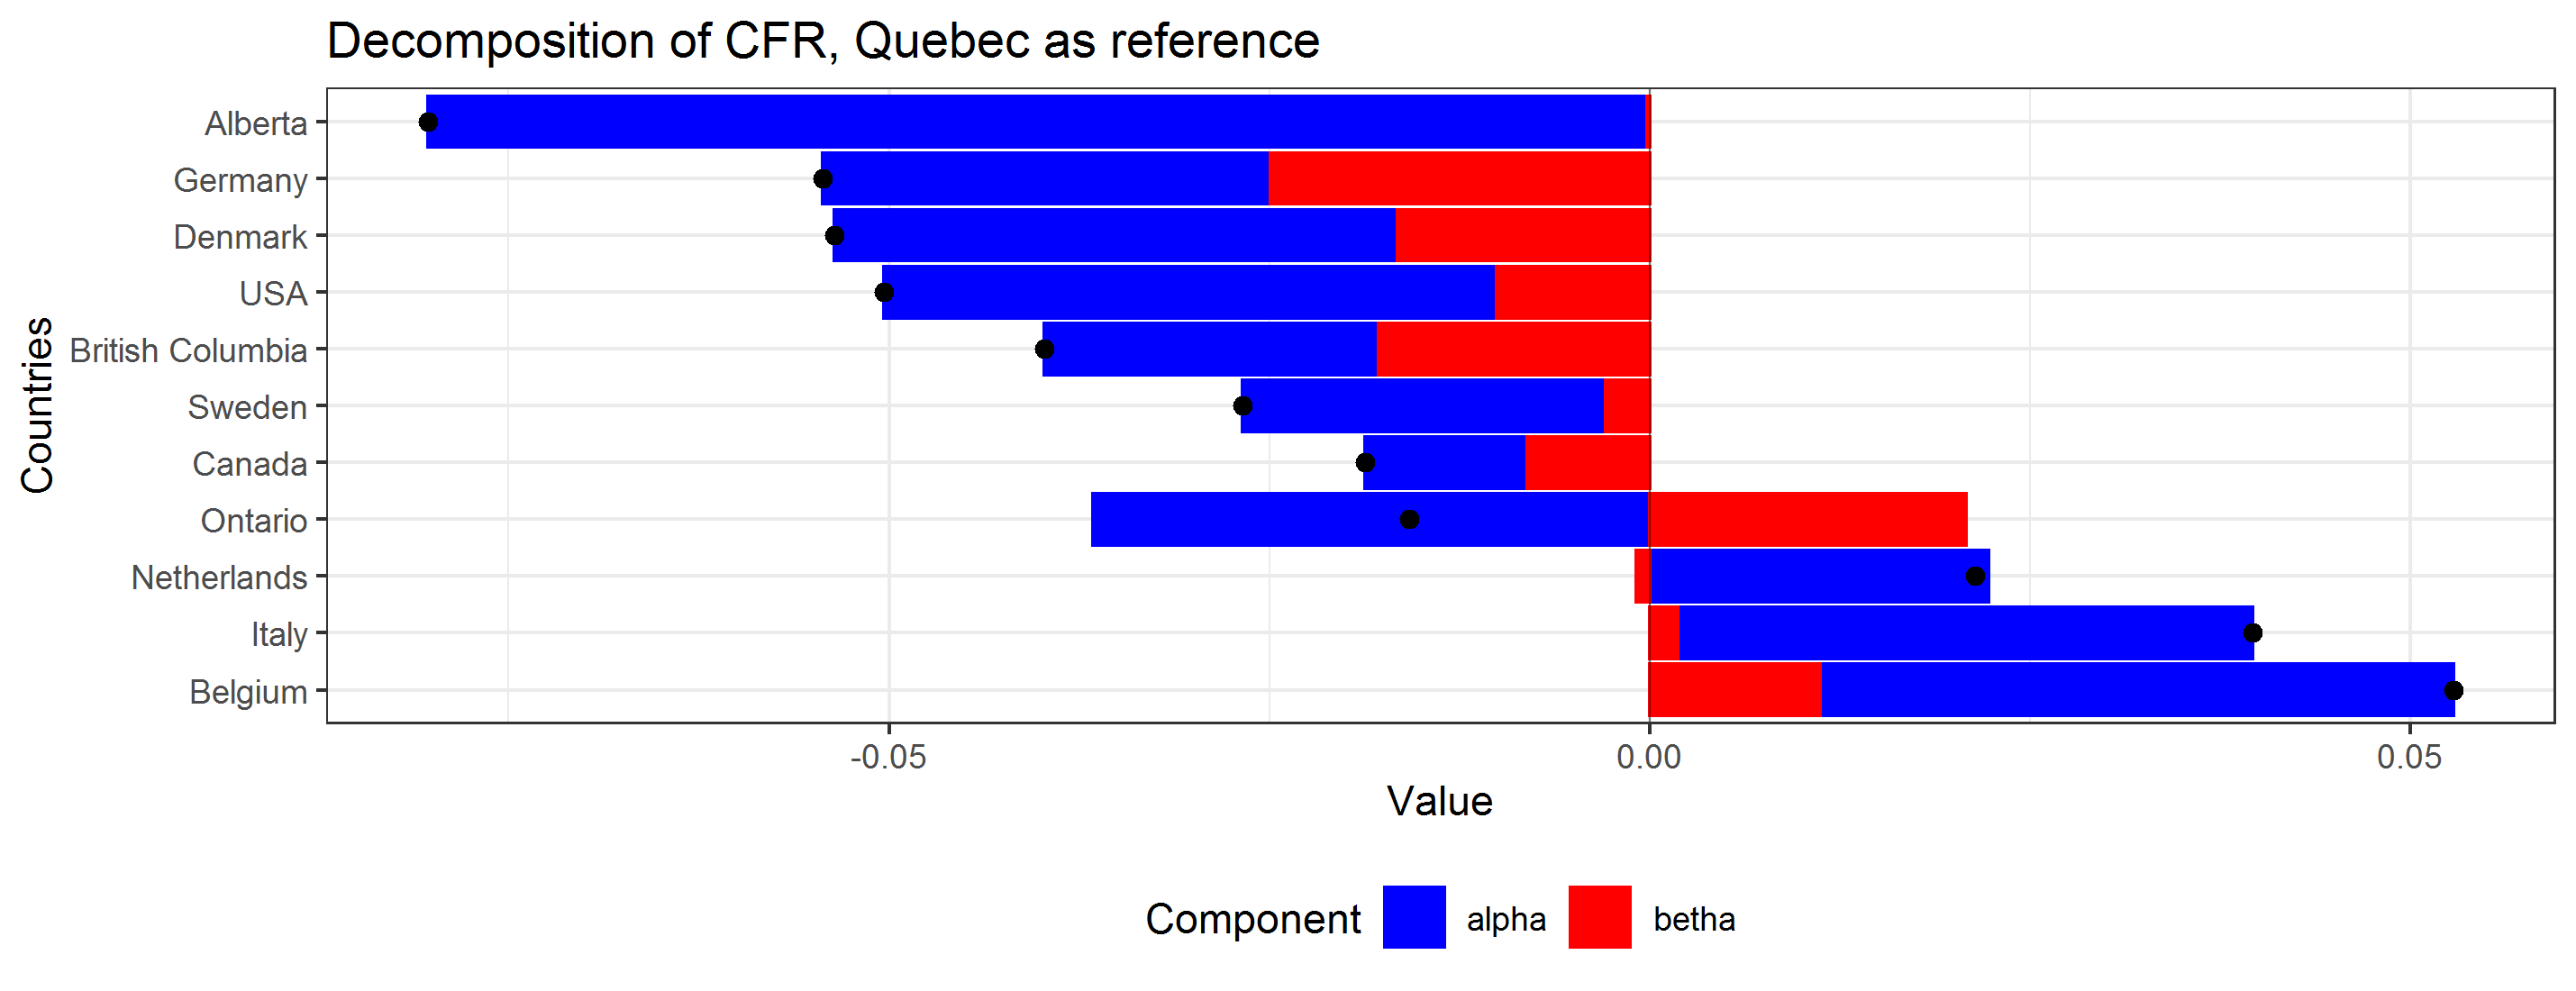 Decomposition of CFR, Quebec as reference
Countries
Alberta
Germany
Denmark
USA
British Columbia
Sweden
Canada
Ontario
Netherlands
Italy
Belgium
-0.05 0.00 0.05
Value
Component alpha betha